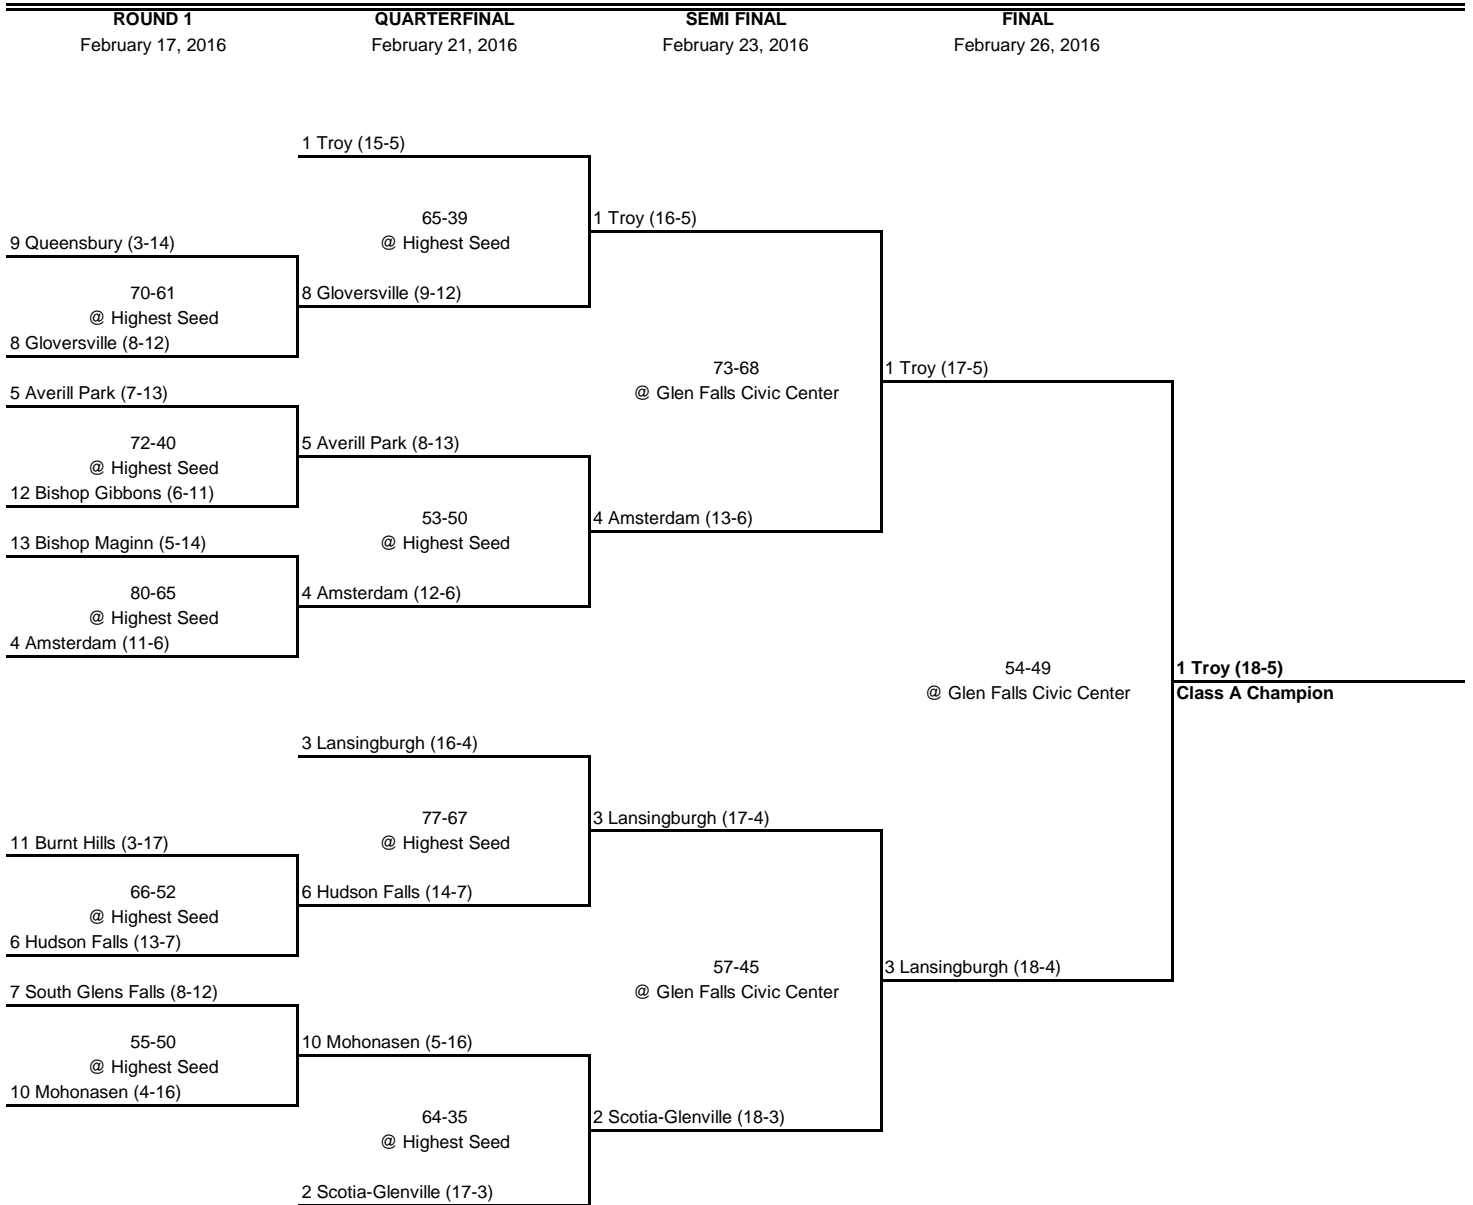 ROUND 1 QUARTERFINAL SEMI FINAL FINAL
February 17, 2016 February 21, 2016 February 23, 2016 February 26, 2016
1 Troy (15-5)
65-39 1 Troy (16-5)
9 Queensbury (3-14) @ Highest Seed
70-61 8 Gloversville (9-12)
@ Highest Seed
8 Gloversville (8-12)
73-68 1 Troy (17-5)
5 Averill Park (7-13) @ Glen Falls Civic Center
72-40 5 Averill Park (8-13)
@ Highest Seed
12 Bishop Gibbons (6-11)
53-50 4 Amsterdam (13-6)
13 Bishop Maginn (5-14) @ Highest Seed
80-65 4 Amsterdam (12-6)
@ Highest Seed
4 Amsterdam (11-6)
54-49 1 Troy (18-5)
@ Glen Falls Civic Center Class A Champion
3 Lansingburgh (16-4)
77-67 3 Lansingburgh (17-4)
11 Burnt Hills (3-17) @ Highest Seed
66-52 6 Hudson Falls (14-7)
@ Highest Seed
6 Hudson Falls (13-7)
57-45 3 Lansingburgh (18-4)
7 South Glens Falls (8-12) @ Glen Falls Civic Center
55-50 10 Mohonasen (5-16)
@ Highest Seed
10 Mohonasen (4-16)
64-35 2 Scotia-Glenville (18-3)
@ Highest Seed
2 Scotia-Glenville (17-3)